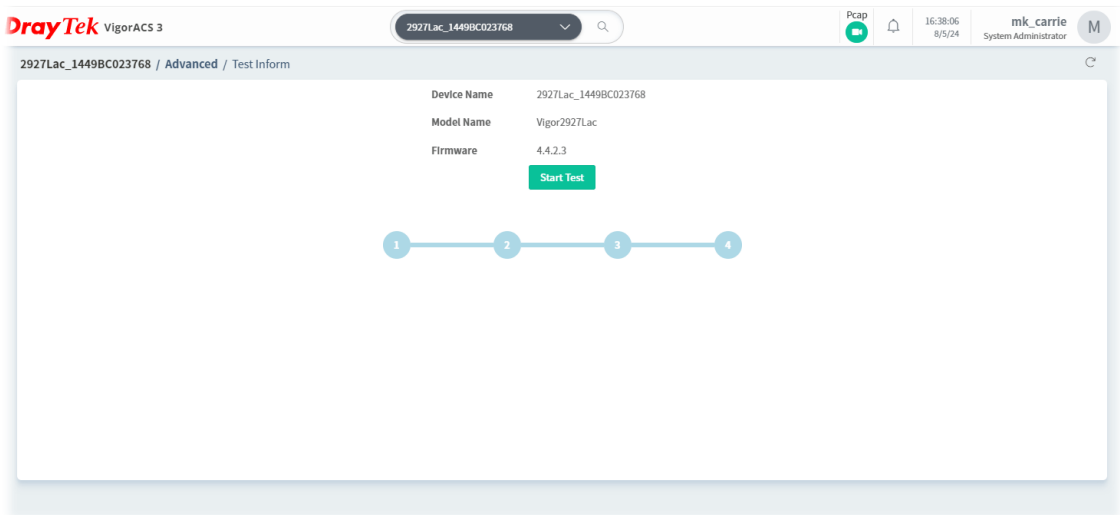 DrayTek VigorACS 3
2927Lac_1449BC023768
Pcap
16:38:06
8/5/24
mk_carrie
System Administrator
M
2927Lac_1449BC023768 / Advanced / Test Inform
Device Name 2927Lac_1449BC023768
Model Name Vigor2927Lac
Firmware 4.4.2.3
Start Test
1 2 3 4